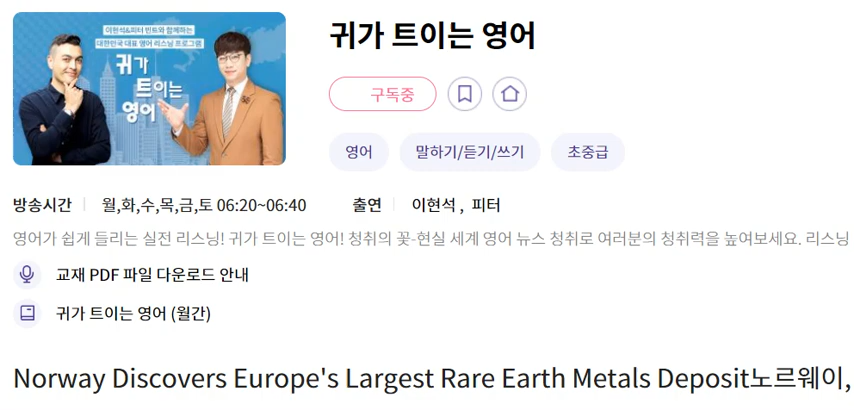 이현석&피터 빈트와 함께하는
대한민국 대표 영어 리스닝 프로그램
귀가
트이는
영어
귀가 트이는 영어
구독중
영어 말하기/듣기/쓰기 초중급
방송시간 월,화,수,목,금,토 06:20~06:40 출연 이현석 , 피터
영어가 쉽게 들리는 실전 리스닝! 귀가 트이는 영어! 청취의 꽃-현실 세계 영어 뉴스 청취로 여러분의 청취력을 높여보세요. 리스닝
교재 PDF 파일 다운로드 안내
귀가 트이는 영어 (월간)
Norway Discovers Europe's Largest Rare Earth Metals Deposit노르웨이,